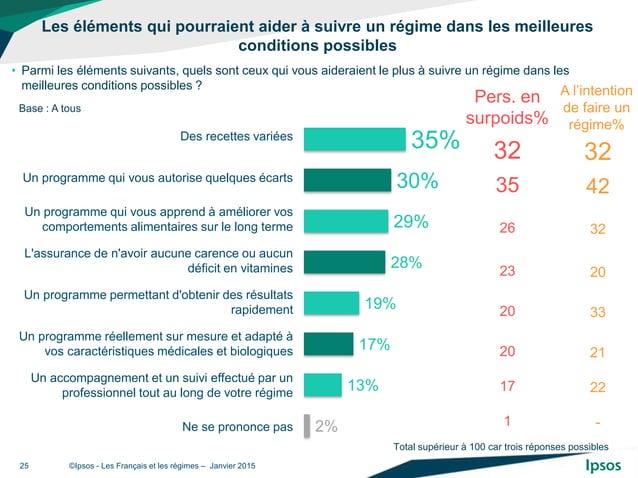 Les éléments qui pourraient aider à suivre un régime dans les meilleures
conditions possibles
• Parmi les éléments suivants, quels sont ceux qui vous aideraient le plus à suivre un régime dans les
meilleures conditions possibles ?
Base : A tous
Pers. en
surpoids%
A l'intention
de faire un
régime%
Des recettes variées 35% 32 32
Un programme qui vous autorise quelques écarts 30% 35 42
Un programme qui vous apprend à améliorer vos
comportements alimentaires sur le long terme 29% 26 32
L'assurance de n'avoir aucune carence ou aucun
déficit en vitamines 28% 23 20
Un programme permettant d'obtenir des résultats
rapidement 19% 20 33
Un programme réellement sur mesure et adapté à
vos caractéristiques médicales et biologiques 17% 20 21
Un accompagnement et un suivi effectué par un
professionnel tout au long de votre régime 13% 17 22
Ne se prononce pas 2% 1 -
Total supérieur à 100 car trois réponses possibles
25 ©Ipsos - Les Français et les régimes – Janvier 2015 Ipsos